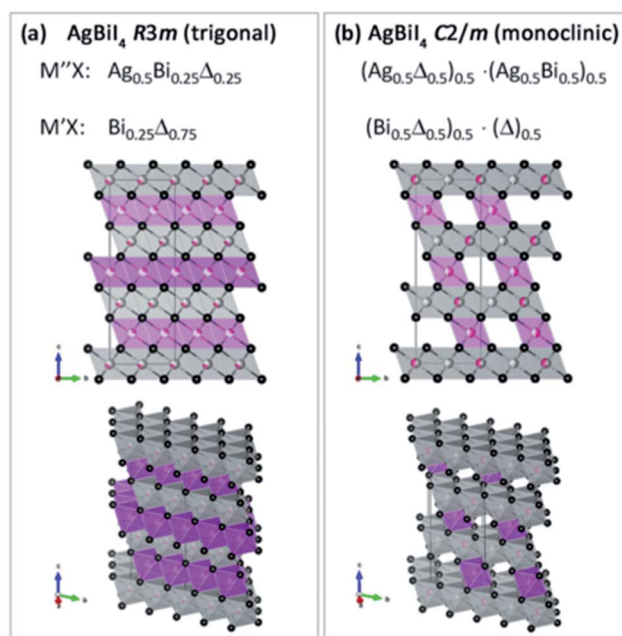 (a) AgBiI₄ R3m (trigonal)
M''X: Ag₀.₅Bi₀.₂₅Δ₀.₂₅
M'X: Bi₀.₂₅Δ₀.₇₅
c
b
c
a b
(b) AgBiI₄ C2/m (monoclinic)
(Ag₀.₅Δ₀.₅)₀.₅ · (Ag₀.₅Bi₀.₅)₀.₅
(Bi₀.₅Δ₀.₅)₀.₅ · (Δ)₀.₅
c
b
c
a b